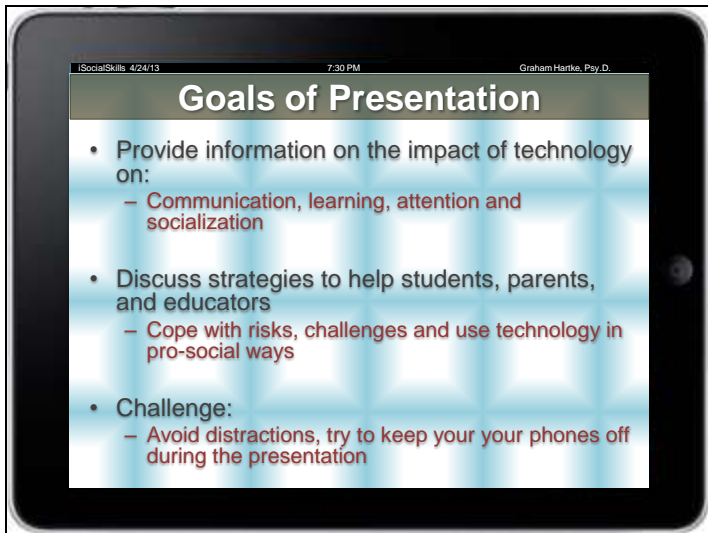 iSocialSkills 4/24/13 7:30 PM Graham Hartke, Psy.D.
Goals of Presentation
• Provide information on the impact of technology
on:
– Communication, learning, attention and
socialization
• Discuss strategies to help students, parents,
and educators
– Cope with risks, challenges and use technology in
pro-social ways
• Challenge:
– Avoid distractions, try to keep your your phones off
during the presentation